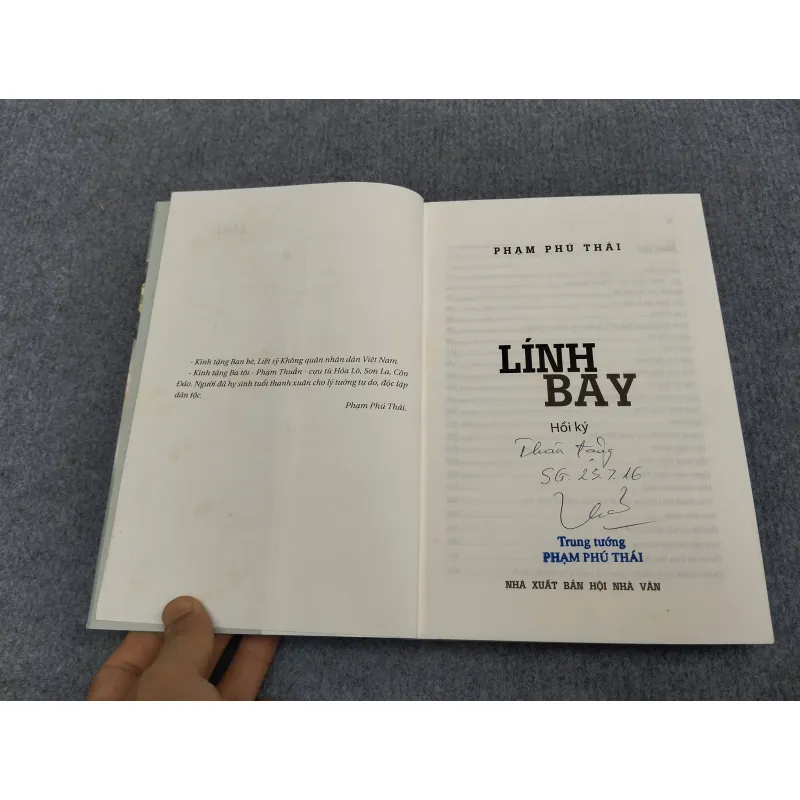 - Kính tặng Bạn bè, Liệt sỹ Không quân nhân dân Việt Nam.
- Kính tặng Ba tôi - Phạm Thuần - cựu tù Hỏa Lò, Sơn La, Côn
Đảo. Người đã hy sinh tuổi thanh xuân cho lý tưởng tự do, độc lập
dân tộc.
Phạm Phú Thái.
PHẠM PHÚ THÁI
LÍNH
BAY
Hồi ký
Thân tặng
SG. 25.7.16
Trung tướng
PHẠM PHÚ THÁI
NHÀ XUẤT BẢN HỘI NHÀ VĂN